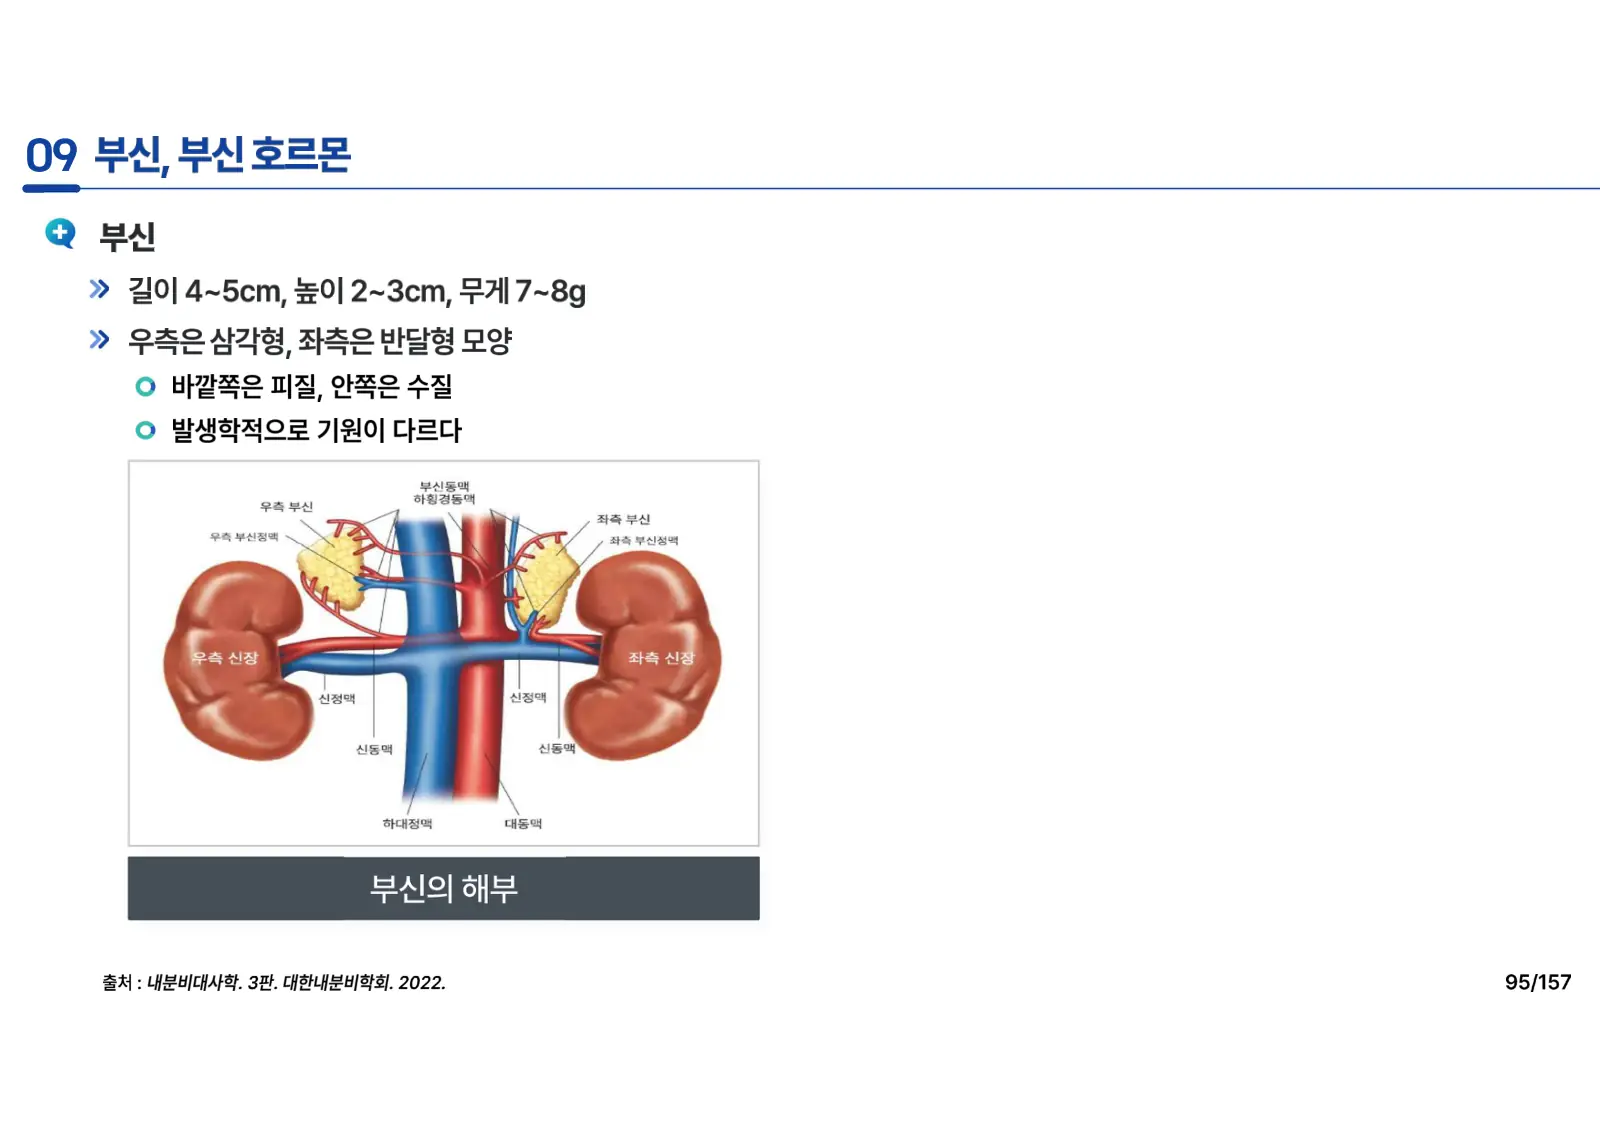 09 부신, 부신 호르몬
부신
길이 4~5cm, 높이 2~3cm, 무게 7~8g
우측은 삼각형, 좌측은 반달형 모양
바깥쪽은 피질, 안쪽은 수질
발생학적으로 기원이 다르다
부신동맥
하횡경동맥
우측 부신
좌측 부신
우측 부신정맥
좌측 부신정맥
우측 신장
좌측 신장
신정맥
신정맥
신동맥
신동맥
하대정맥
대동맥
부신의 해부
출처 : 내분비대사학. 3판. 대한내분비학회. 2022.
95/157